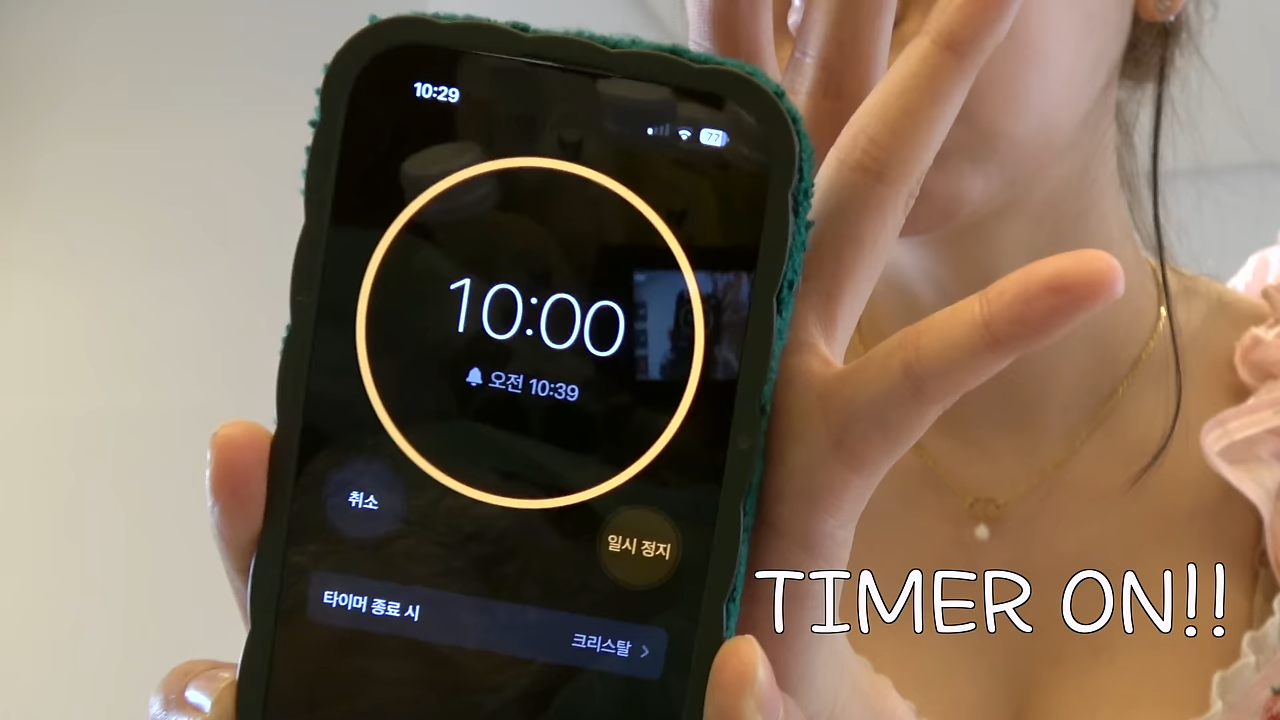 10:29
77
10:00
오전 10:39
취소
일시 정지
타이머 종료 시
크리스탈
TIMER ON!!